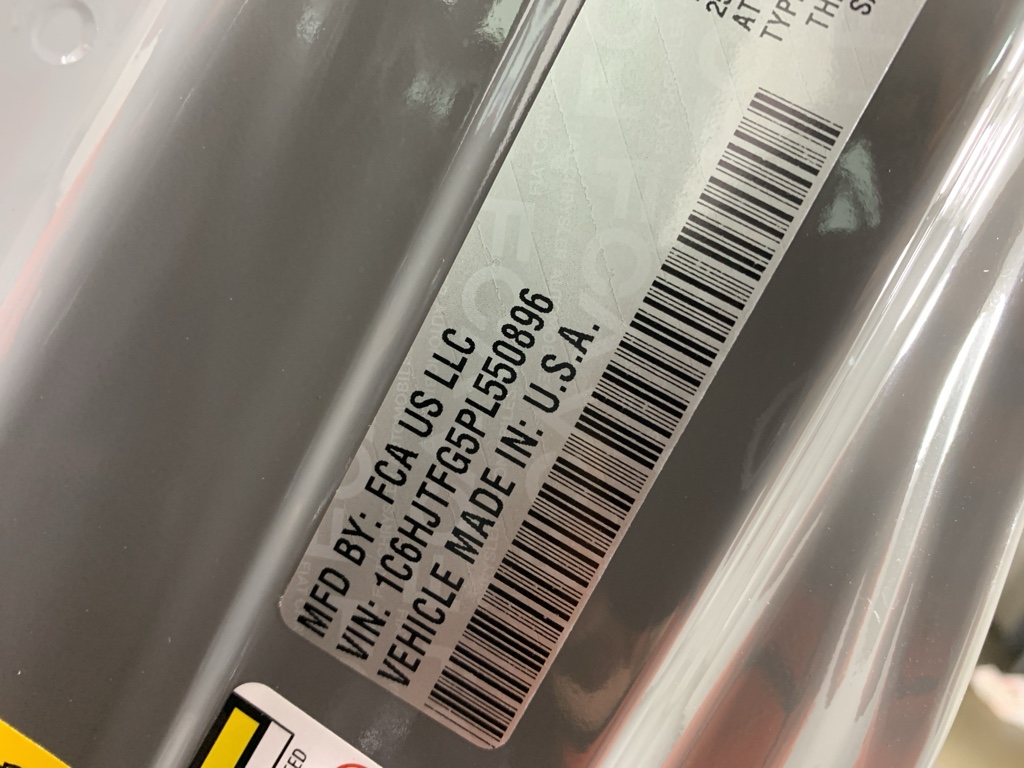 MFD BY: FCA US LLC
VIN: 1C6HJTFG5PL550896
VEHICLE MADE IN: U.S.A.